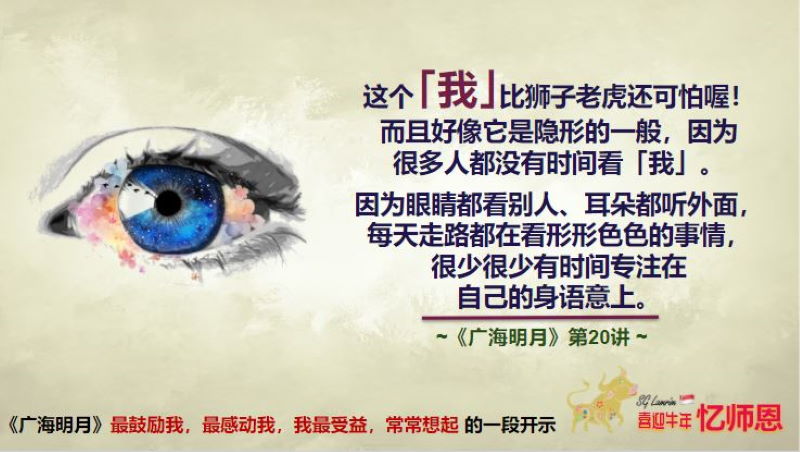 这个「我」比狮子老虎还可怕喔！
而且好像它是隐形的一般，因为
很多人都没有时间看「我」。
因为眼睛都看别人、耳朵都听外面，
每天走路都在看形形色色的事情，
很少很少有时间专注在
自己的身语意上。
~《广海明月》第20讲 ~
《广海明月》最鼓励我，最感动我，我最受益，常常想起 的一段开示
SG Lamrin
喜迎牛年 忆师恩